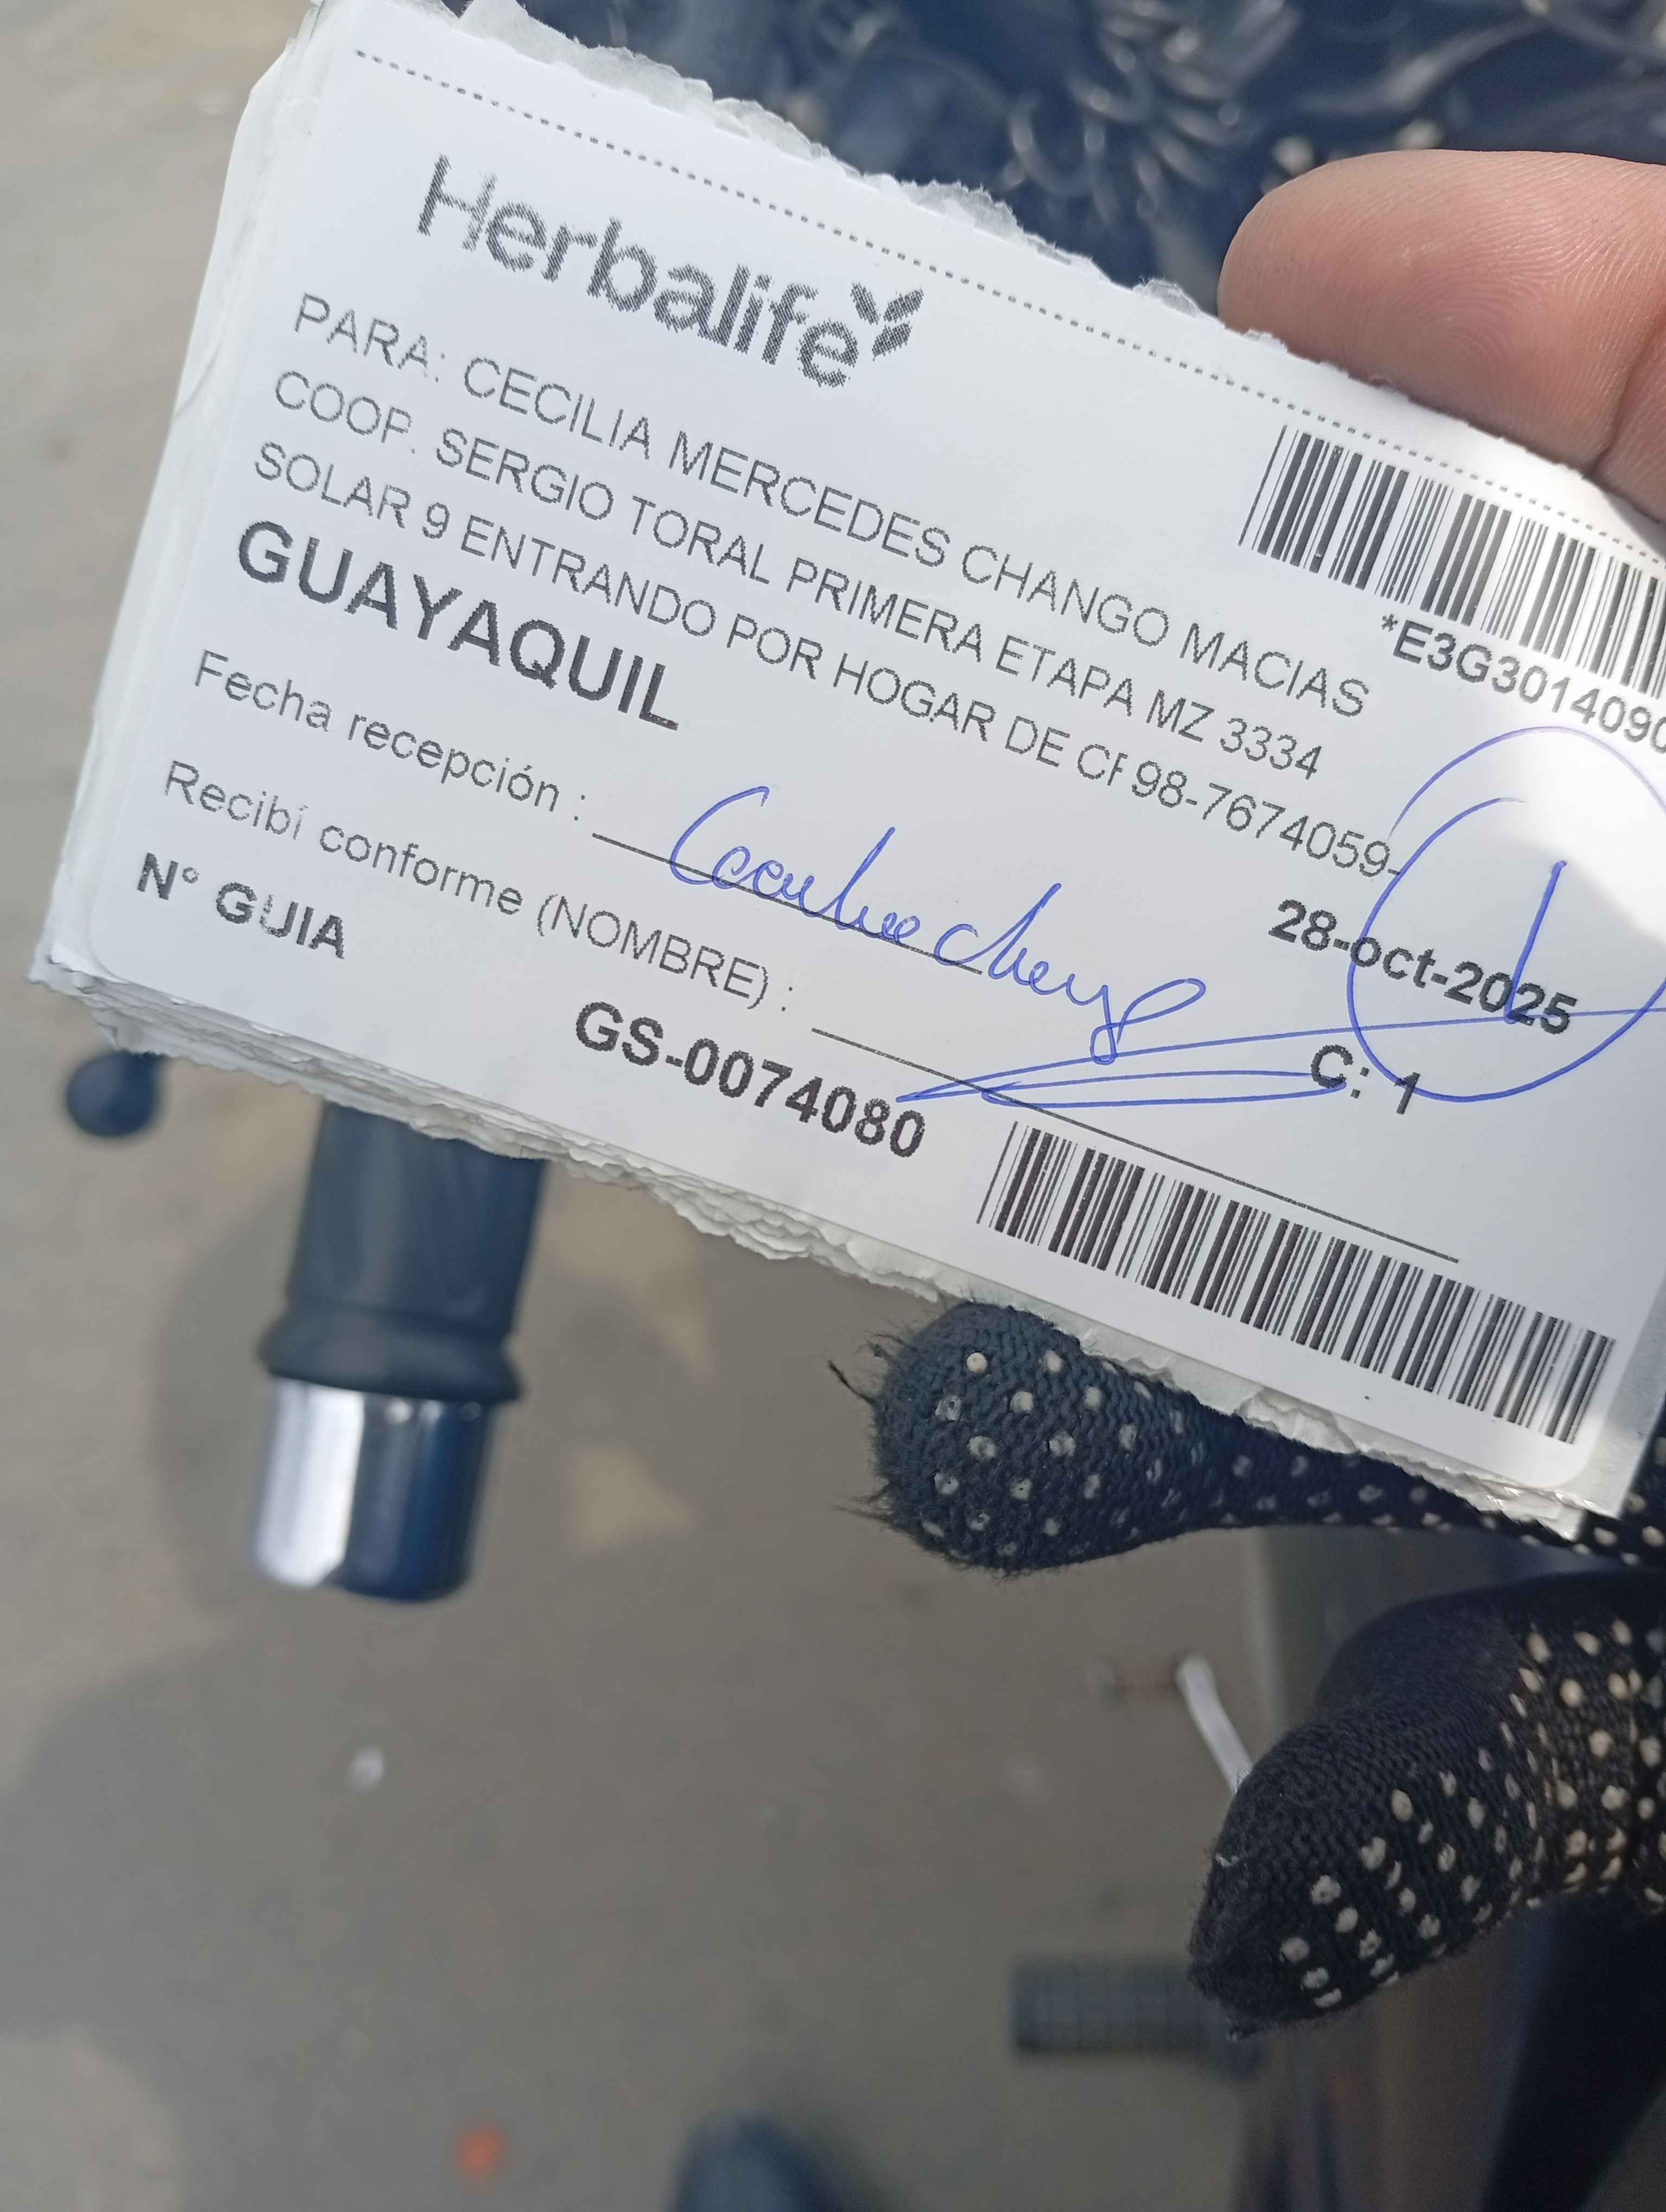 Herbalife
*E3G3014090
PARA: CECILIA MERCEDES CHANGO MACIAS
COOP. SERGIO TORAL PRIMERA ETAPA MZ 3334
SOLAR 9 ENTRANDO POR HOGAR DE CR 98-7674059-
GUAYAQUIL
28-oct-2025
Fecha recepción :
Recibí conforme (NOMBRE) :
C: 1
N° GUIA
GS-0074080